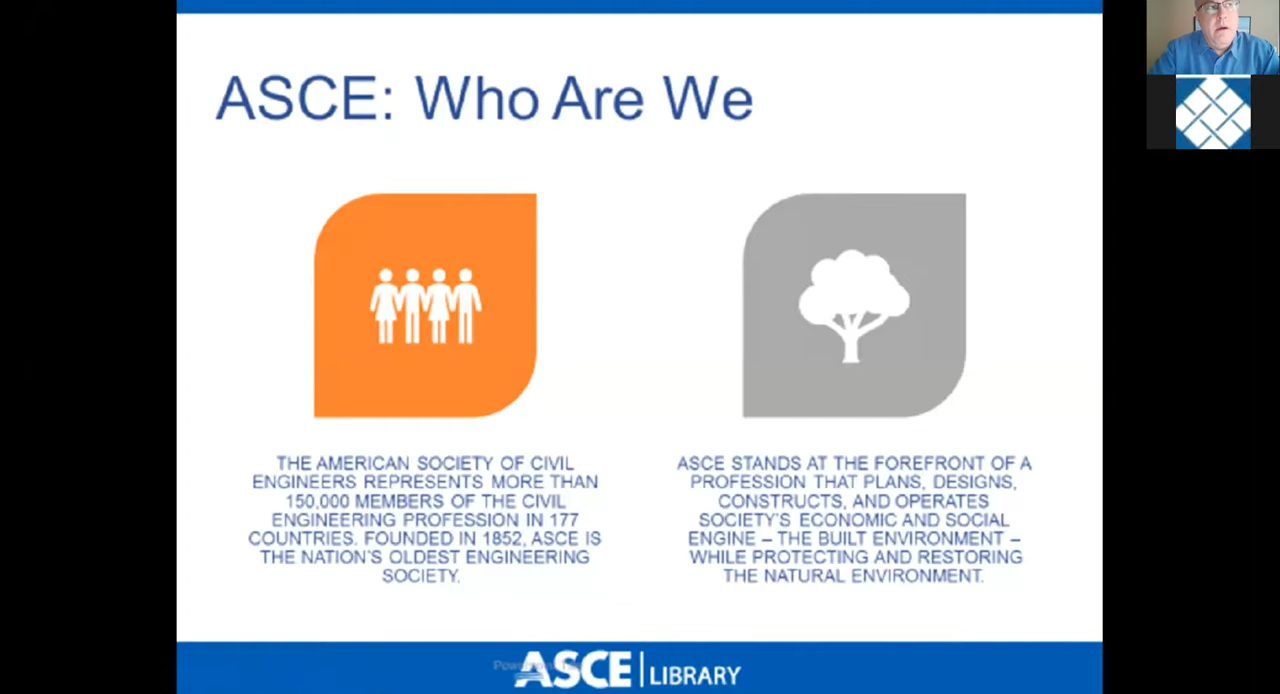 ASCE: Who Are We
THE AMERICAN SOCIETY OF CIVIL
ENGINEERS REPRESENTS MORE THAN
150,000 MEMBERS OF THE CIVIL
ENGINEERING PROFESSION IN 177
COUNTRIES. FOUNDED IN 1852, ASCE IS
THE NATION'S OLDEST ENGINEERING
SOCIETY.
ASCE STANDS AT THE FOREFRONT OF A
PROFESSION THAT PLANS, DESIGNS,
CONSTRUCTS, AND OPERATES
SOCIETY'S ECONOMIC AND SOCIAL
ENGINE – THE BUILT ENVIRONMENT –
WHILE PROTECTING AND RESTORING
THE NATURAL ENVIRONMENT.
ASCE | LIBRARY